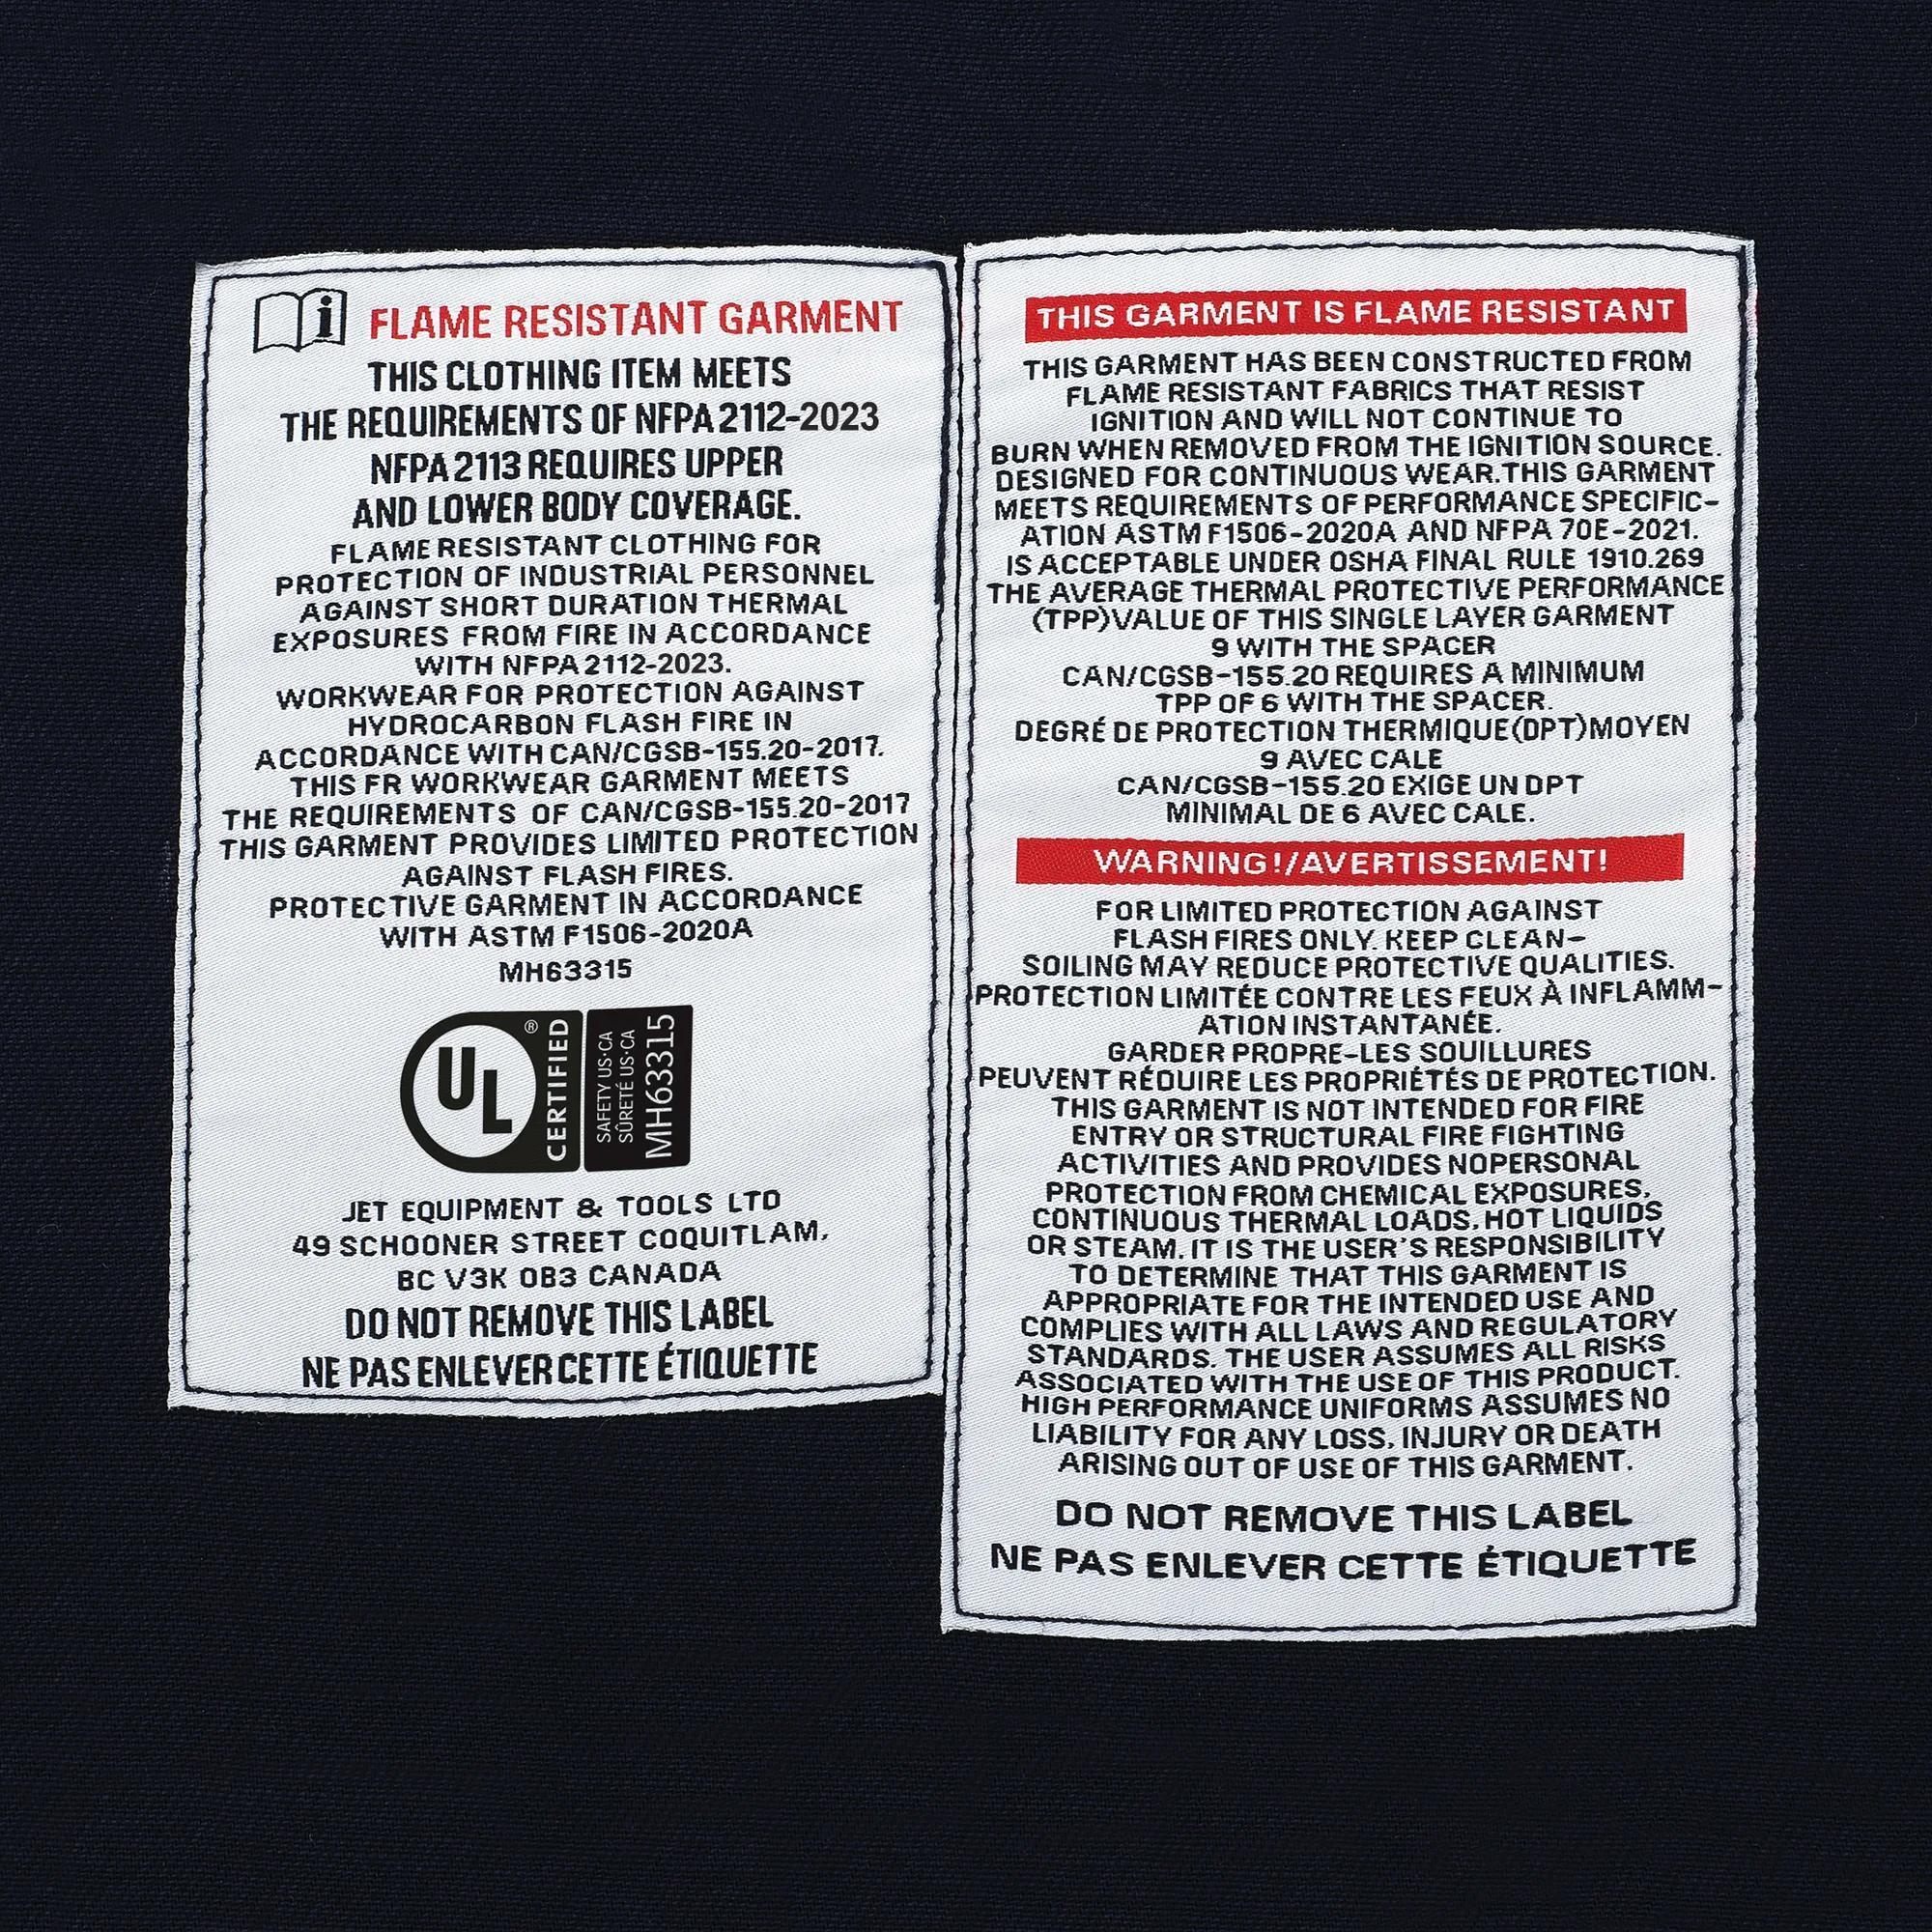 FLAME RESISTANT GARMENT
THIS CLOTHING ITEM MEETS
THE REQUIREMENTS OF NFPA 2112-2023
NFPA 2113 REQUIRES UPPER
AND LOWER BODY COVERAGE.
FLAME RESISTANT CLOTHING FOR
PROTECTION OF INDUSTRIAL PERSONNEL
AGAINST SHORT DURATION THERMAL
EXPOSURES FROM FIRE IN ACCORDANCE
WITH NFPA 2112-2023.
WORKWEAR FOR PROTECTION AGAINST
HYDROCARBON FLASH FIRE IN
ACCORDANCE WITH CAN/CGSB-155.20-2017.
THIS FR WORKWEAR GARMENT MEETS
THE REQUIREMENTS OF CAN/CGSB-155.20-2017
THIS GARMENT PROVIDES LIMITED PROTECTION
AGAINST FLASH FIRES.
PROTECTIVE GARMENT IN ACCORDANCE
WITH ASTM F1506-2020A
MH63315
UL ® CERTIFIED
SAFETY US·CA
SÛRETÉ US·CA
MH63315
JET EQUIPMENT & TOOLS LTD
49 SCHOONER STREET COQUITLAM,
BC V3K 0B3 CANADA
DO NOT REMOVE THIS LABEL
NE PAS ENLEVER CETTE ÉTIQUETTE
THIS GARMENT IS FLAME RESISTANT
THIS GARMENT HAS BEEN CONSTRUCTED FROM
FLAME RESISTANT FABRICS THAT RESIST
IGNITION AND WILL NOT CONTINUE TO
BURN WHEN REMOVED FROM THE IGNITION SOURCE.
DESIGNED FOR CONTINUOUS WEAR.THIS GARMENT
MEETS REQUIREMENTS OF PERFORMANCE SPECIFIC-
ATION ASTM F1506-2020A AND NFPA 70E-2021.
IS ACCEPTABLE UNDER OSHA FINAL RULE 1910.269
THE AVERAGE THERMAL PROTECTIVE PERFORMANCE
(TPP)VALUE OF THIS SINGLE LAYER GARMENT
9 WITH THE SPACER
CAN/CGSB-155.20 REQUIRES A MINIMUM
TPP OF 6 WITH THE SPACER.
DEGRÉ DE PROTECTION THERMIQUE(DPT)MOYEN
9 AVEC CALE
CAN/CGSB-155.20 EXIGE UN DPT
MINIMAL DE 6 AVEC CALE.
WARNING!/AVERTISSEMENT!
FOR LIMITED PROTECTION AGAINST
FLASH FIRES ONLY. KEEP CLEAN-
SOILING MAY REDUCE PROTECTIVE QUALITIES.
PROTECTION LIMITÉE CONTRE LES FEUX À INFLAMM-
ATION INSTANTANÉE.
GARDER PROPRE-LES SOUILLURES
PEUVENT RÉDUIRE LES PROPRIÉTÉS DE PROTECTION.
THIS GARMENT IS NOT INTENDED FOR FIRE
ENTRY OR STRUCTURAL FIRE FIGHTING
ACTIVITIES AND PROVIDES NOPERSONAL
PROTECTION FROM CHEMICAL EXPOSURES,
CONTINUOUS THERMAL LOADS, HOT LIQUIDS
OR STEAM. IT IS THE USER'S RESPONSIBILITY
TO DETERMINE THAT THIS GARMENT IS
APPROPRIATE FOR THE INTENDED USE AND
COMPLIES WITH ALL LAWS AND REGULATORY
STANDARDS. THE USER ASSUMES ALL RISKS
ASSOCIATED WITH THE USE OF THIS PRODUCT.
HIGH PERFORMANCE UNIFORMS ASSUMES NO
LIABILITY FOR ANY LOSS, INJURY OR DEATH
ARISING OUT OF USE OF THIS GARMENT.
DO NOT REMOVE THIS LABEL
NE PAS ENLEVER CETTE ÉTIQUETTE